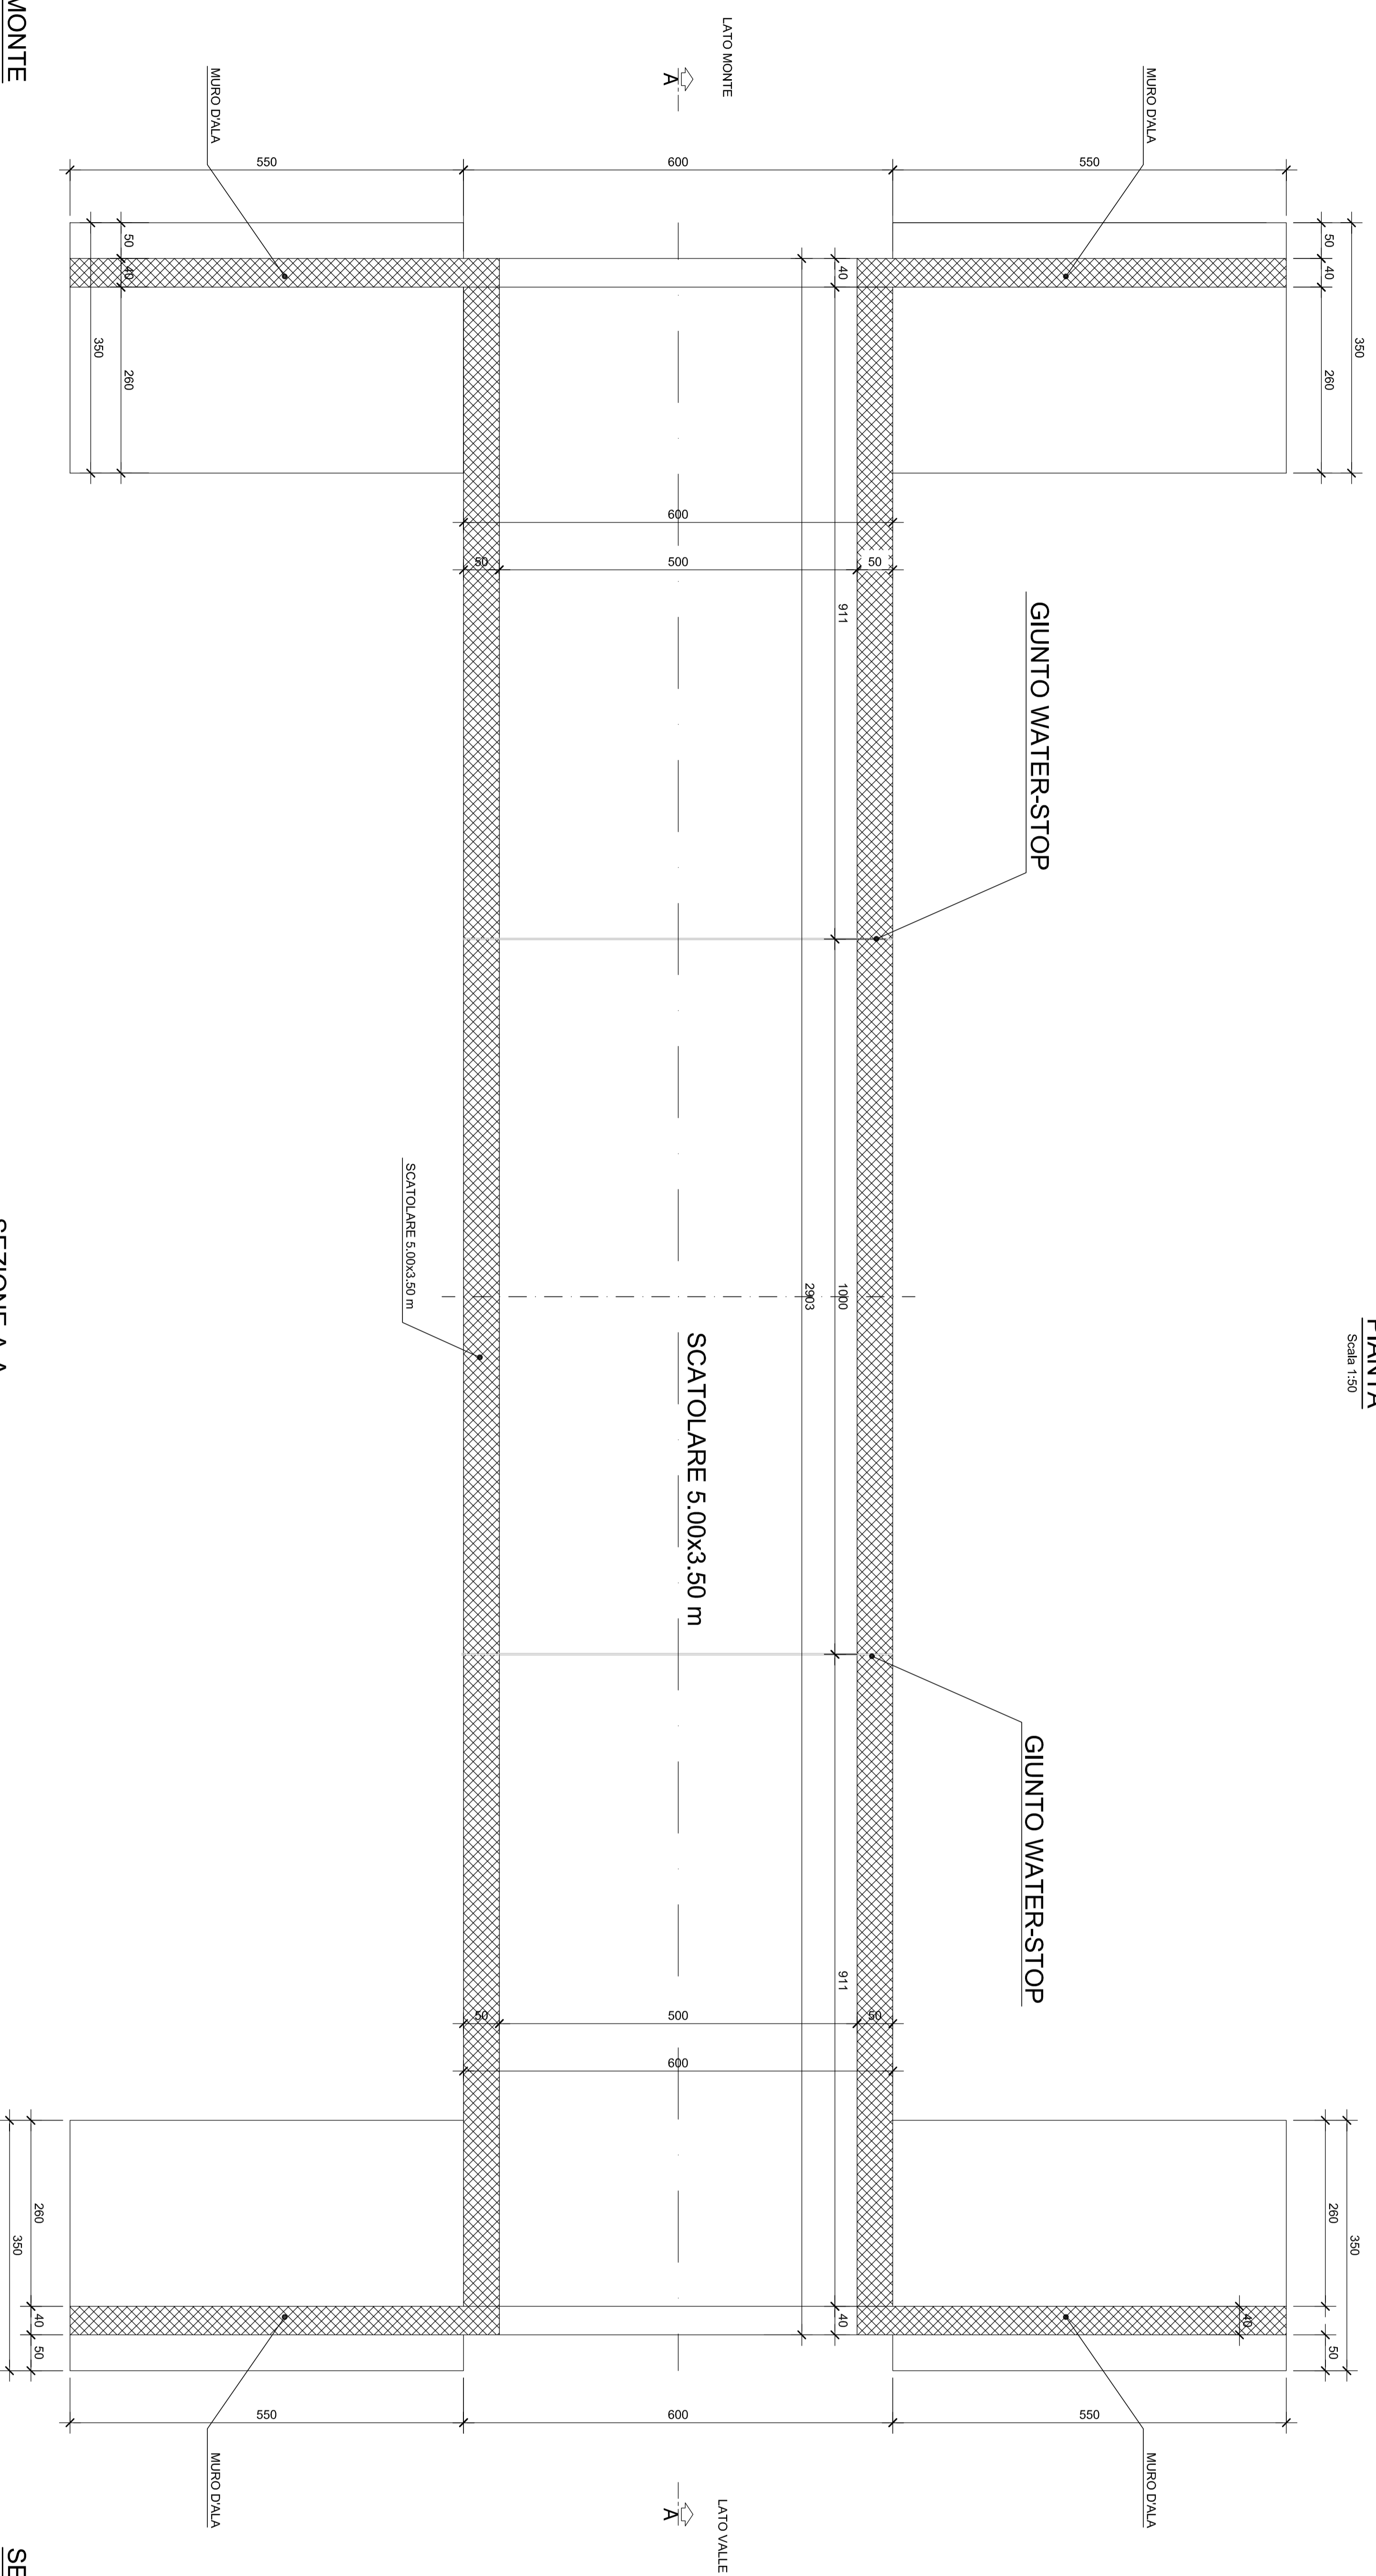 PIANTA
Scala 1:50
LATO MONTE
A
MURO D'ALA
MURO D'ALA
550
600
550
50
40
260
350
50
40
260
350
40
600
50
500
50
911
GIUNTO WATER-STOP
1000
2903
SCATOLARE 5.00x3.50 m
SCATOLARE 5.00x3.50 m
GIUNTO WATER-STOP
911
50
500
50
600
260
350
40
50
260
350
40
50
40
40
550
600
550
MURO D'ALA
MURO D'ALA
LATO VALLE
A
MONTE
SEZIONE A-A
SE